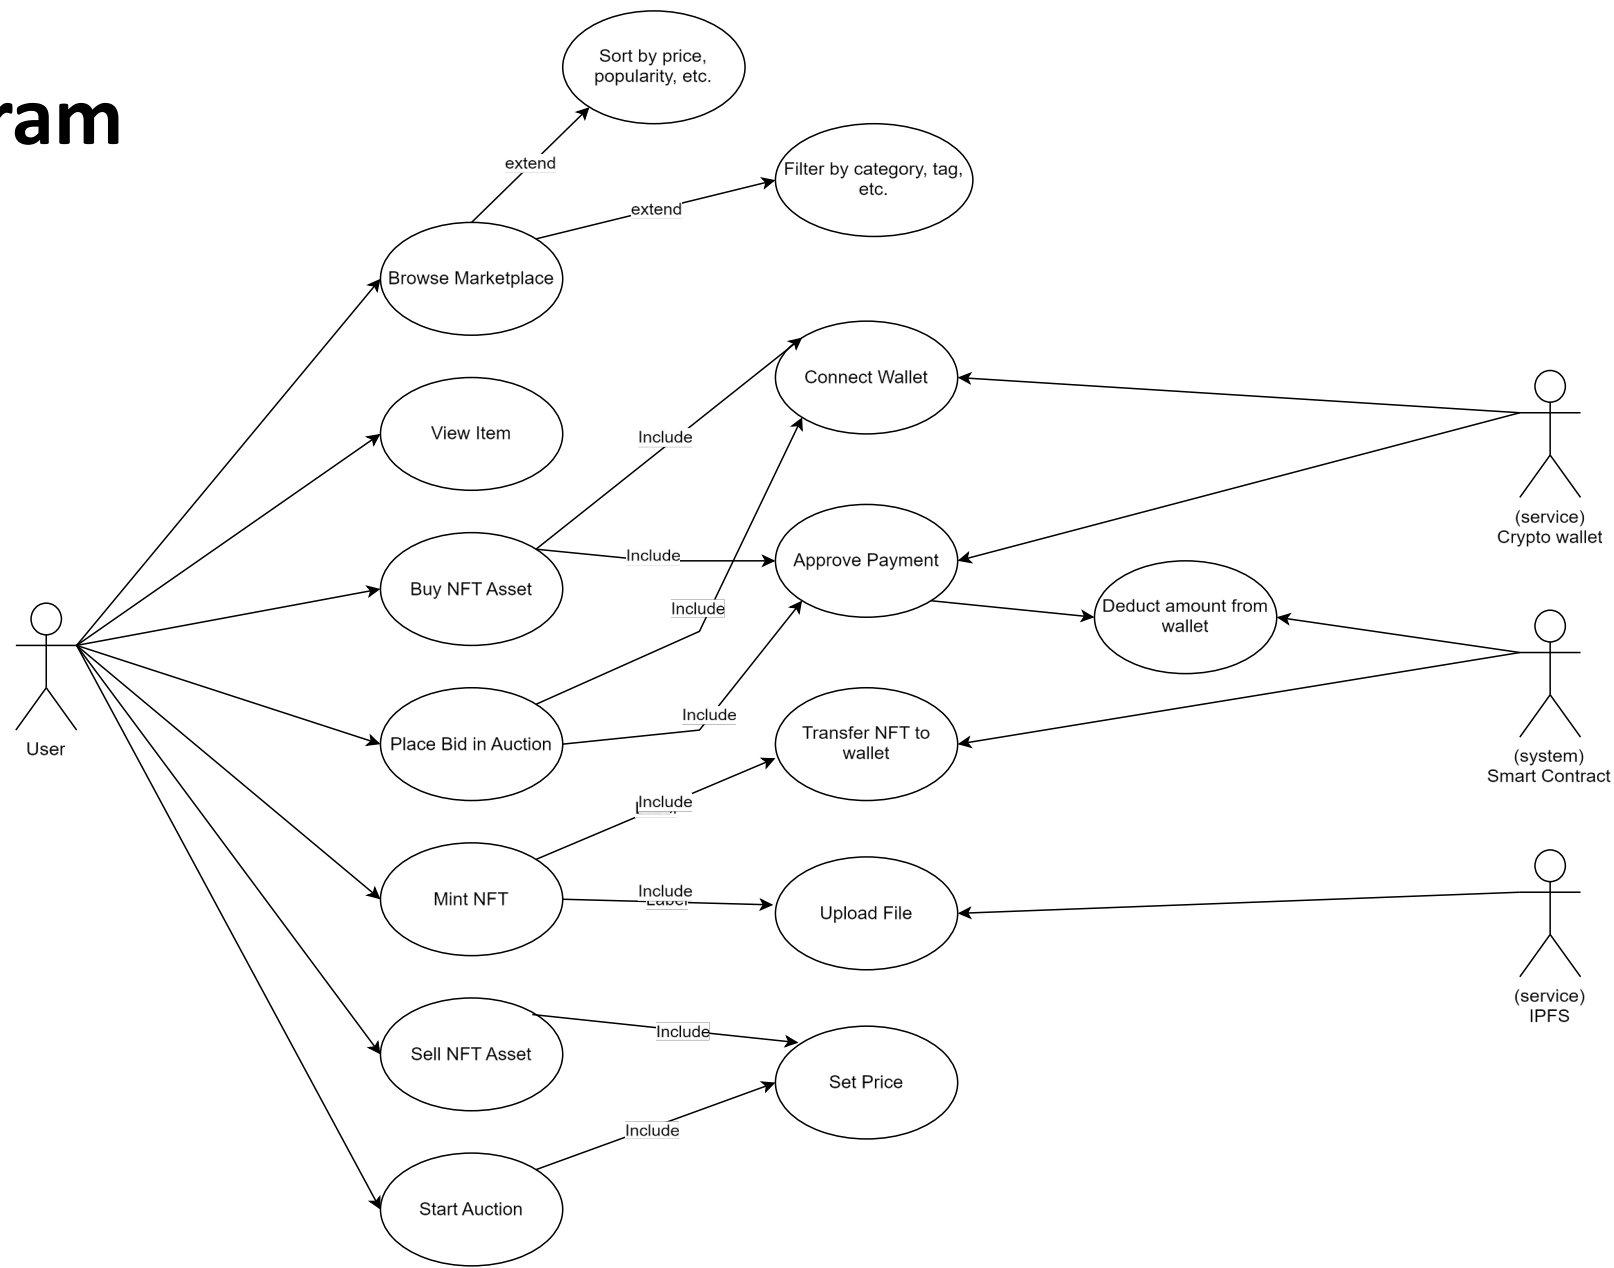 ram
Sort by price,
popularity, etc.
extend
Filter by category, tag,
etc.
extend
Browse Marketplace
Connect Wallet
View Item
Include
(service)
Crypto wallet
Include
Approve Payment
Buy NFT Asset
Include
Deduct amount from
wallet
User
Include
Place Bid in Auction
Transfer NFT to
wallet
(system)
Smart Contract
Include
Mint NFT
Include
Label
Upload File
(service)
IPFS
Include
Sell NFT Asset
Set Price
Include
Start Auction